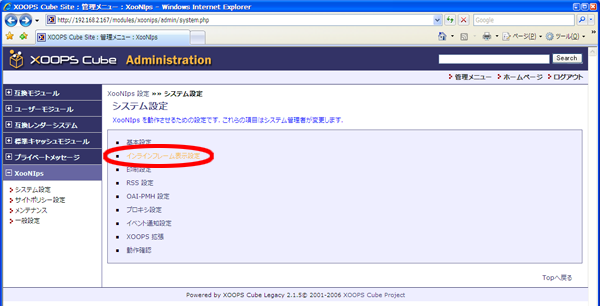 XOOPS Cube Site : 管理メニュー : XooNIps - Windows Internet Explorer
http://192.168.2.167/modules/xoonips/admin/system.php
Google
XOOPS Cube Site : 管理メニュー : XooNIps
ページ(P)
ツール(O)
XOOPS Cube Administration
Search
管理メニュー ホームページ ログアウト
互換モジュール
ユーザーモジュール
互換レンダーシステム
標準キャッシュモジュール
プライベートメッセージ
XooNIps
システム設定
サイトポリシー設定
メンテナンス
一般設定
XooNIps 設定 »» システム設定
システム設定
XooNIps を動作させるための設定です. これらの項目はシステム管理者が変更します.
基本設定
インラインフレーム表示設定
印刷設定
RSS 設定
OAI-PMH 設定
プロキシ設定
イベント通知設定
XOOPS 拡張
動作確認
Topへ戻る
Powered by XOOPS Cube Legacy 2.1.5© 2001-2006 XOOPS Cube Project